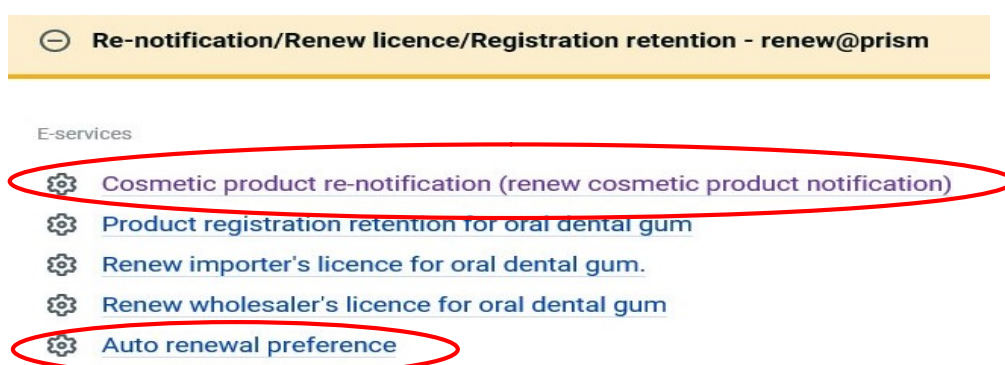 Re-notification/Renew licence/Registration retention - renew@prism
E-services
Cosmetic product re-notification (renew cosmetic product notification)
Product registration retention for oral dental gum
Renew importer's licence for oral dental gum.
Renew wholesaler's licence for oral dental gum
Auto renewal preference